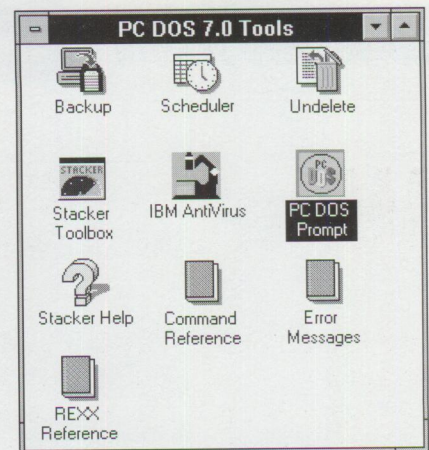 PC DOS 7.0 Tools
Backup
Scheduler
Undelete
STACKER
PC
DOS
Stacker
Toolbox
IBM AntiVirus
PC DOS
Prompt
Stacker Help
Command
Reference
Error
Messages
REXX
Reference